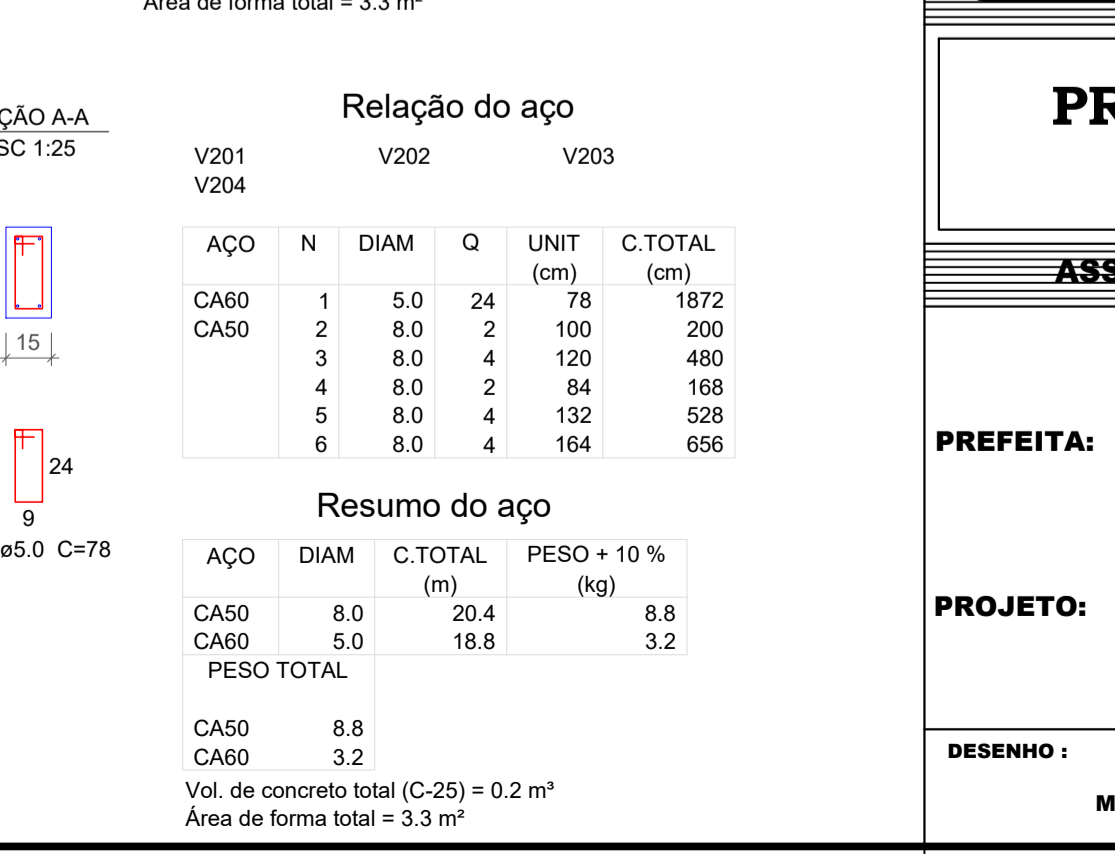 Área de forma total = 3.3 m²
ÇÃO A-A
SC 1:25
15
24
9
ø5.0 C=78
Relação do aço
V201 V202 V203
V204
AÇO N DIAM Q UNIT C.TOTAL
(cm) (cm)
CA60 1 5.0 24 78 1872
CA50 2 8.0 2 100 200
3 8.0 4 120 480
4 8.0 2 84 168
5 8.0 4 132 528
6 8.0 4 164 656
Resumo do aço
AÇO DIAM C.TOTAL PESO + 10 %
(m) (kg)
CA50 8.0 20.4 8.8
CA60 5.0 18.8 3.2
PESO TOTAL
CA50 8.8
CA60 3.2
Vol. de concreto total (C-25) = 0.2 m³
Área de forma total = 3.3 m²
PR
ASS
PREFEITA:
PROJETO:
DESENHO :
M